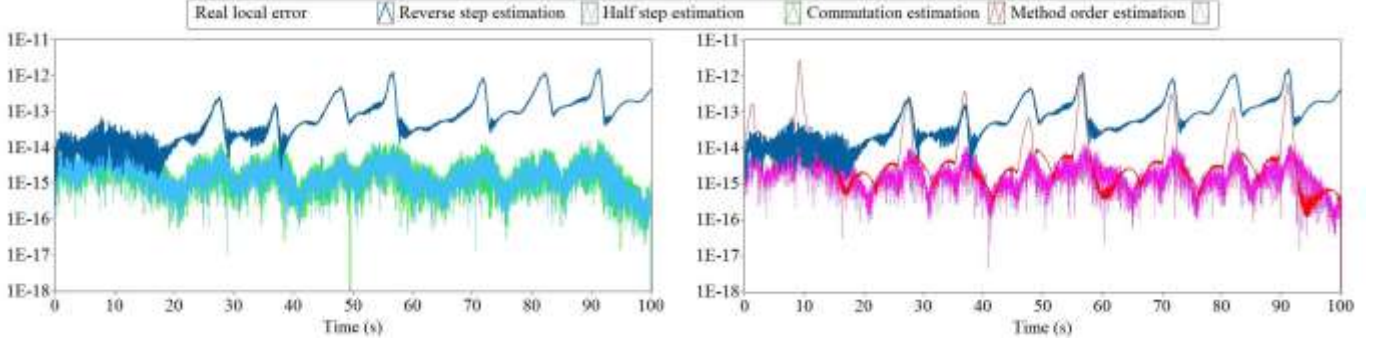 Real local error Reverse step estimation Half step estimation Commutation estimation Method order estimation
1E-11 1E-11
1E-12 1E-12
1E-13 1E-13
1E-14 1E-14
1E-15 1E-15
1E-16 1E-16
1E-17 1E-17
1E-18 1E-18
0 10 20 30 40 50 60 70 80 90 100 0 10 20 30 40 50 60 70 80 90 100
Time (s) Time (s)